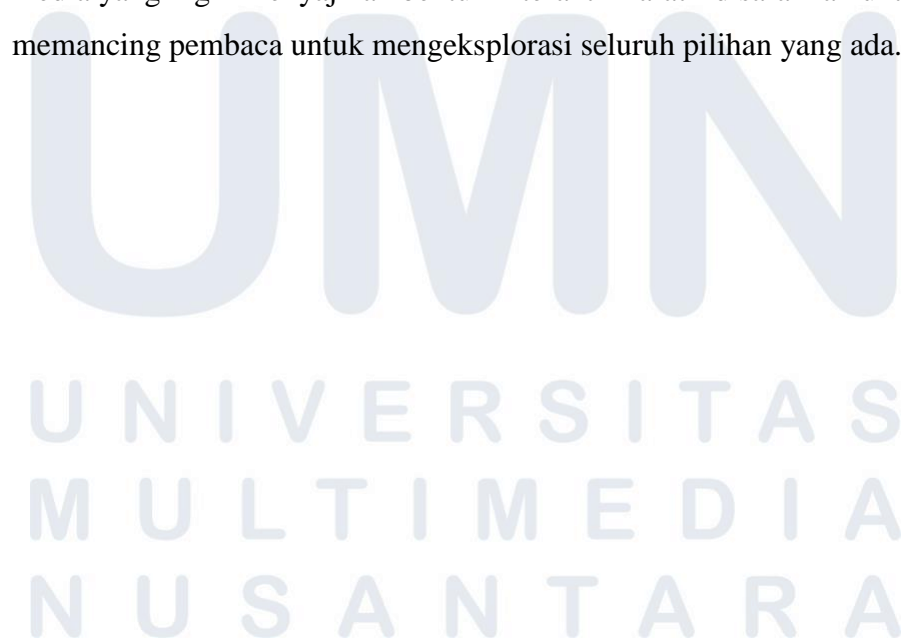 memancing pembaca untuk mengeksplorasi seluruh pilihan yang ada.
UMN
UNIVERSITAS
MULTIMEDIA
NUSANTARA